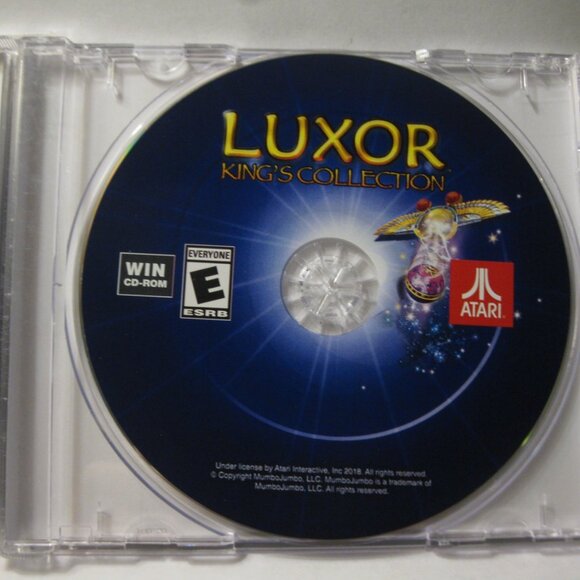 LUXOR
KING'S COLLECTION
WIN
CD-ROM
EVERYONE
E
ESRB
ATARI
Under license by Atari Interactive, Inc 2018. All rights reserved.
© Copyright MumboJumbo, LLC. MumboJumbo is a trademark of
MumboJumbo, LLC. All rights reserved.